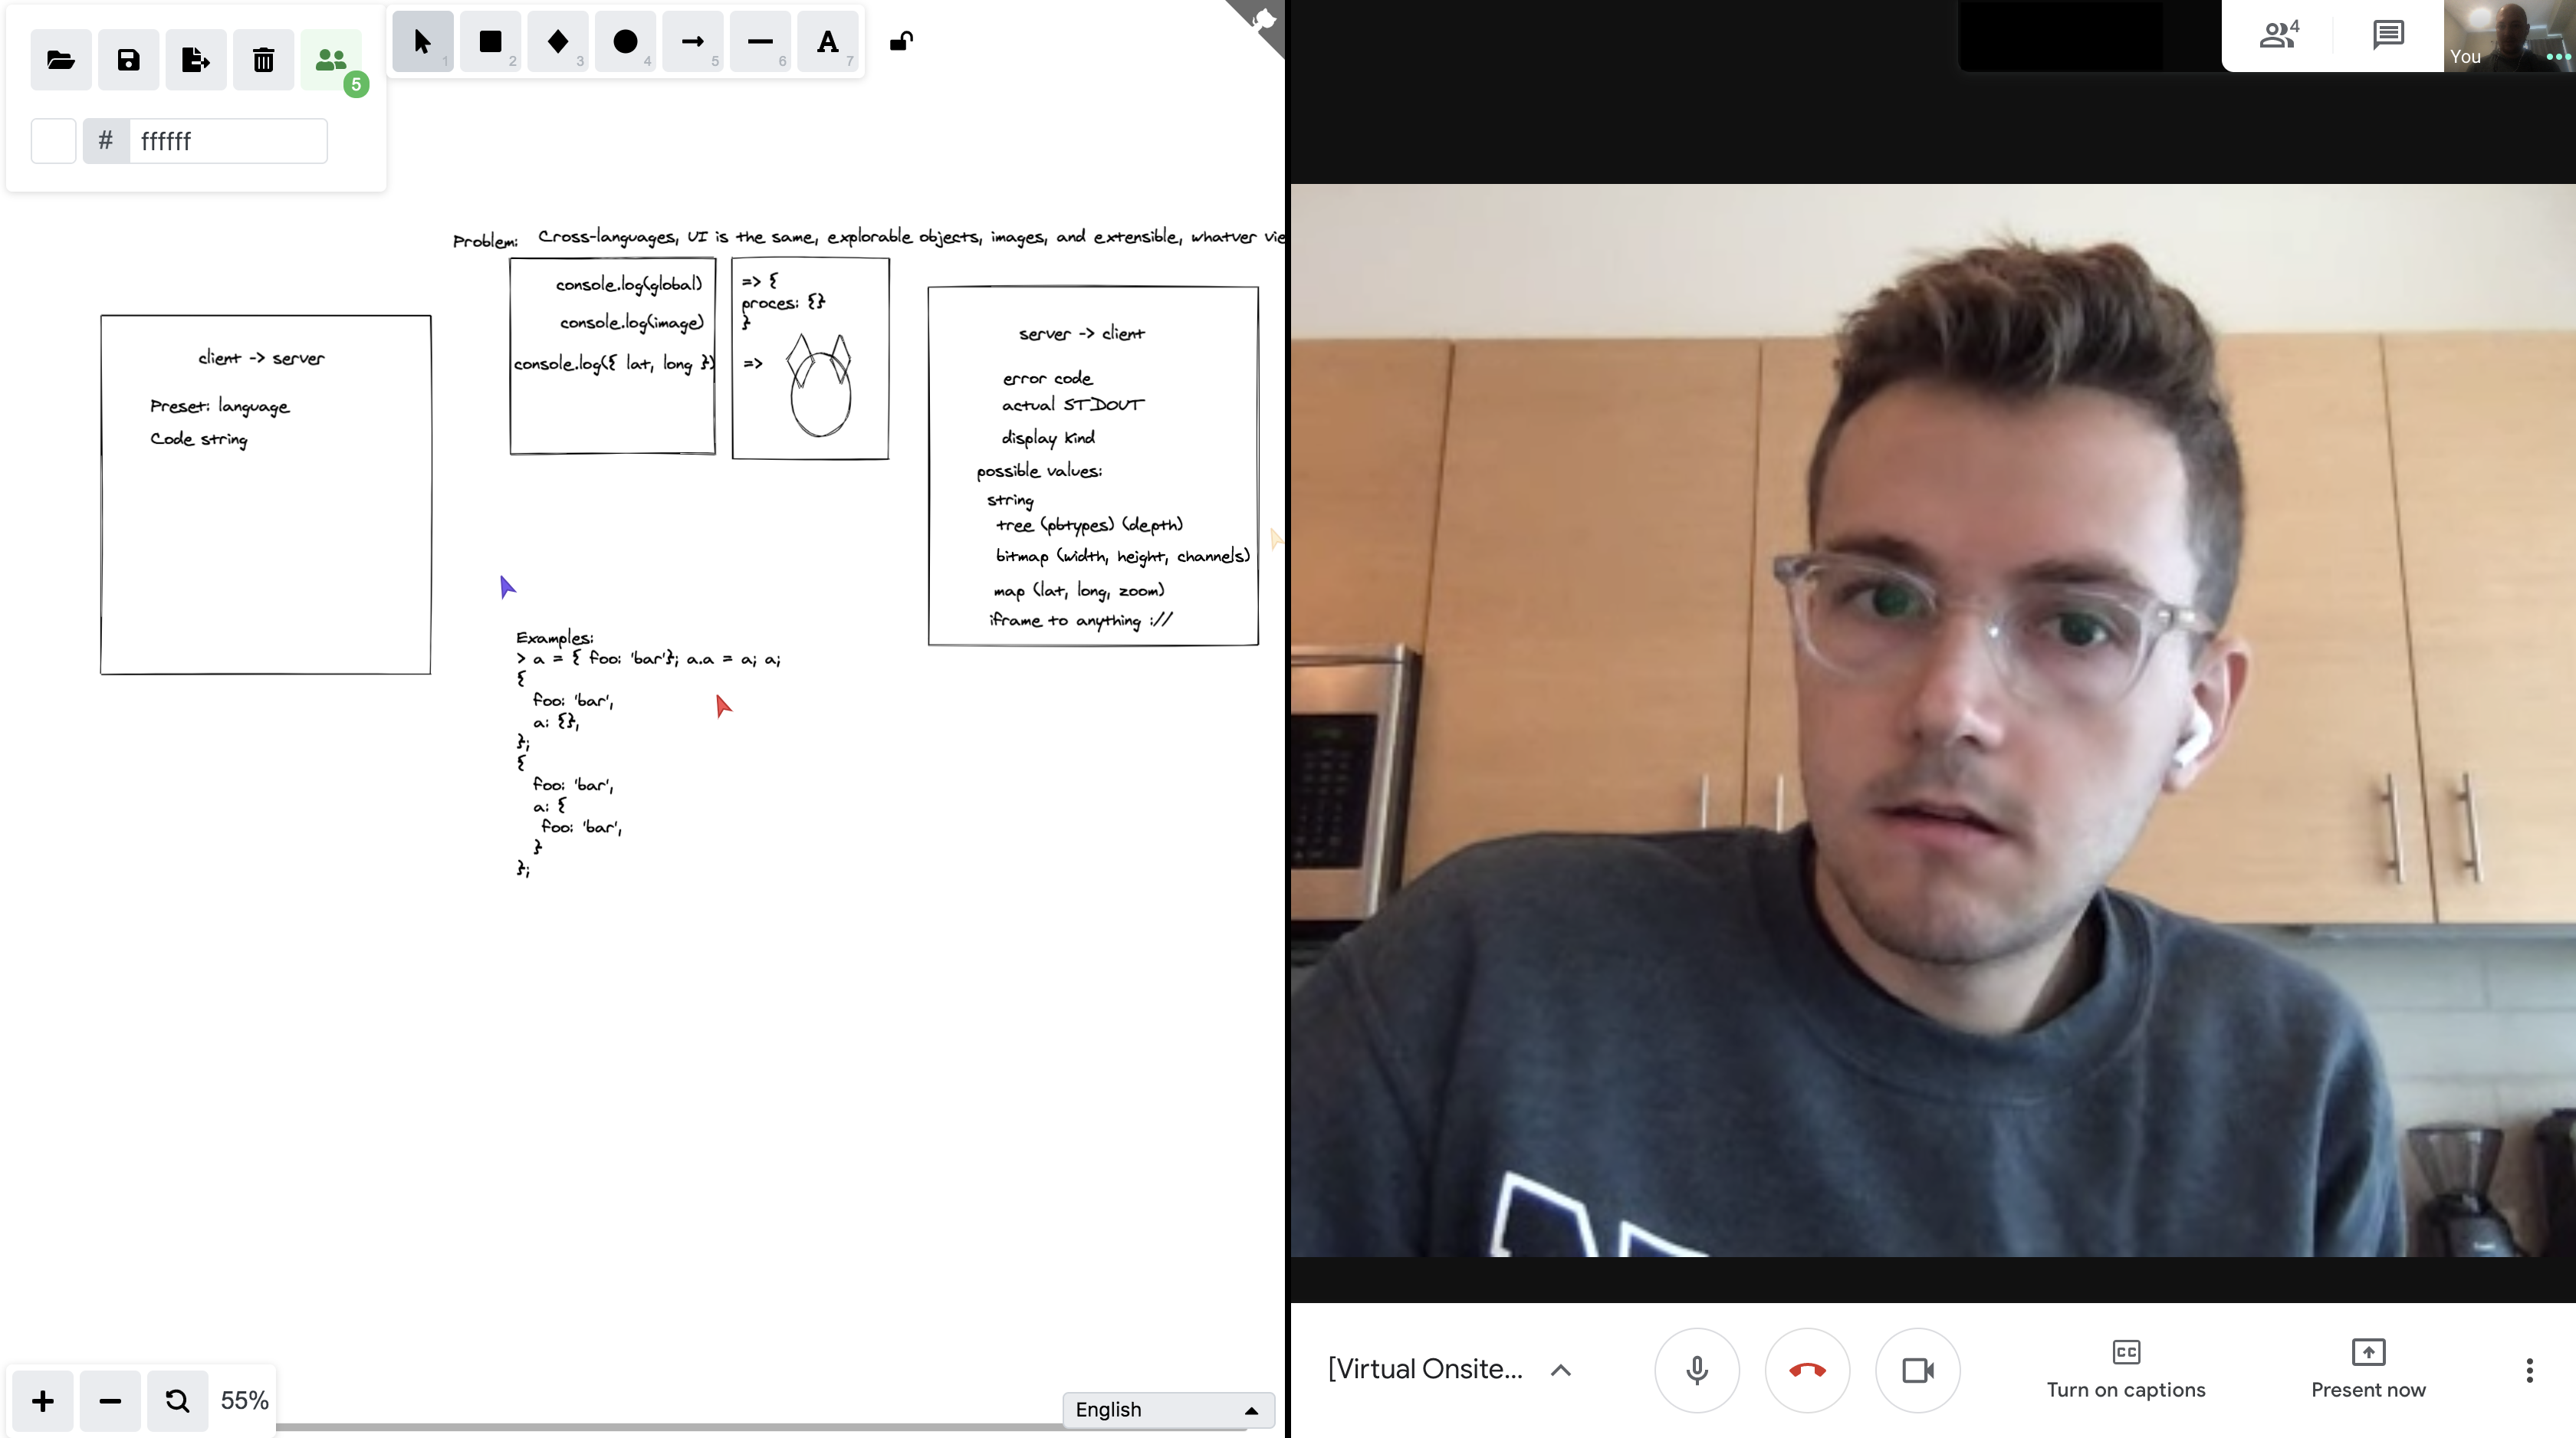 1
2
3
4
5
6
7
5
# ffffff
Problem: Cross-languages, UI is the same, explorable objects, images, and extensible, whatver vie
console.log(global)
console.log(image)
console.log({ lat, long })
=> {
proces: {}
}
=>
client -> server
Preset: language
Code string
server -> client
error code
actual STDOUT
display kind
possible values:
string
tree (pbtypes) (depth)
bitmap (width, height, channels)
map (lat, long, zoom)
iframe to anything ://
Examples:
> a = { foo: 'bar'}; a.a = a; a;
{
foo: 'bar',
a: {},
};
{
foo: 'bar',
a: {
foo: 'bar',
}
};
55%
English
4
You
[Virtual Onsite...
CC
Turn on captions
Present now